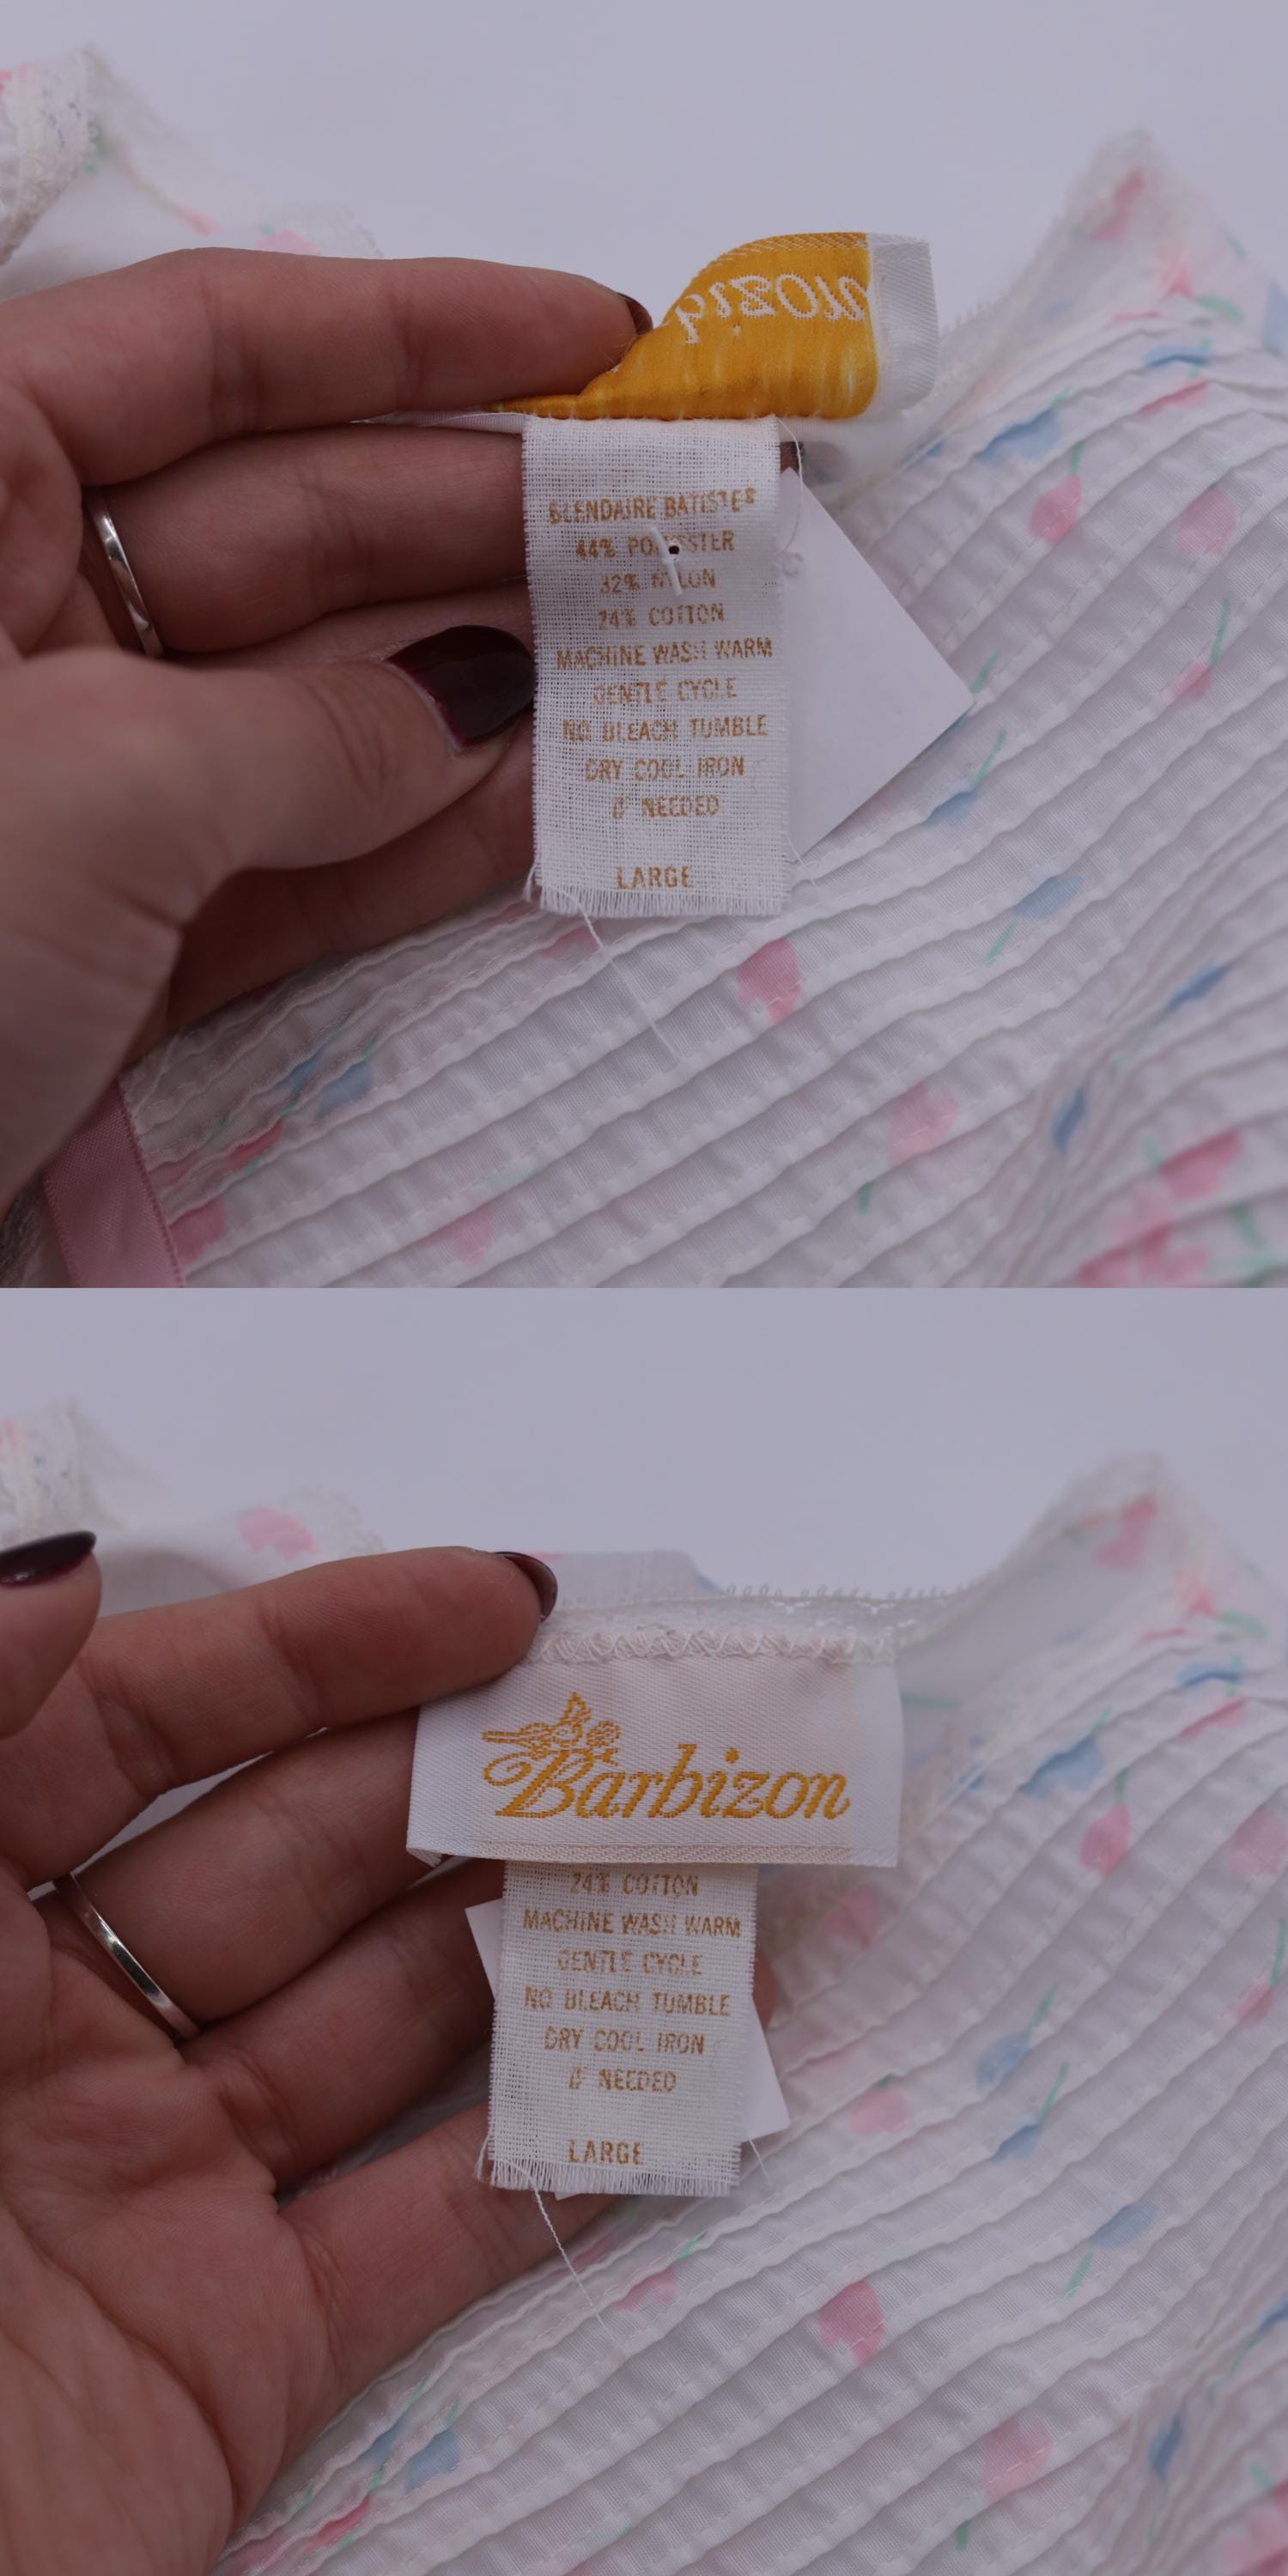 BLENDAIRE BATISTE®
44% POLYESTER
32% NYLON
24% COTTON
MACHINE WASH WARM
GENTLE CYCLE
NO BLEACH TUMBLE
DRY COOL IRON
IF NEEDED
LARGE
Barbizon
24% COTTON
MACHINE WASH WARM
GENTLE CYCLE
NO BLEACH TUMBLE
DRY COOL IRON
IF NEEDED
LARGE